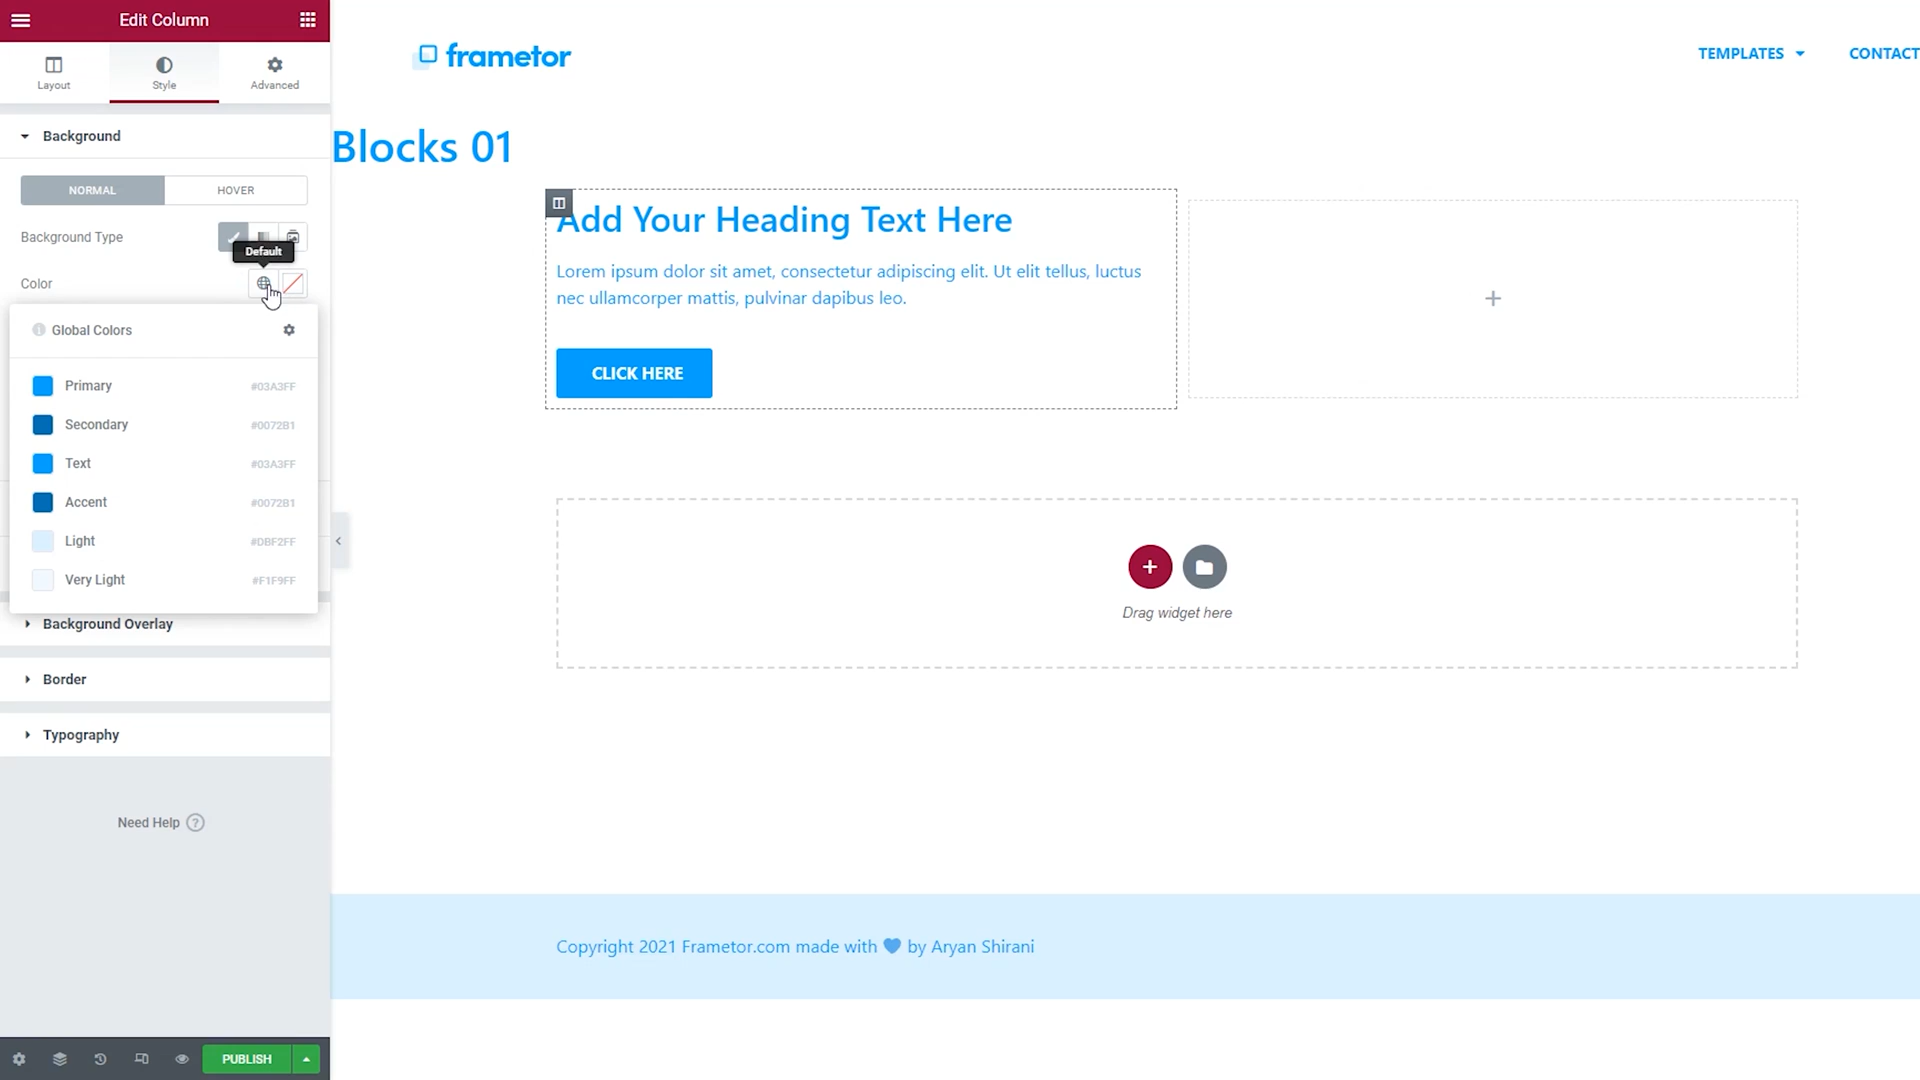 Edit Column
Layout
Style
Advanced
Background
NORMAL
HOVER
Background Type
Default
Color
Global Colors
Primary #03A3FF
Secondary #0072B1
Text #03A3FF
Accent #0072B1
Light #DBF2FF
Very Light #F1F9FF
Background Overlay
Border
Typography
Need Help ?
PUBLISH
frametor
TEMPLATES
CONTACT
Blocks 01
Add Your Heading Text Here
Lorem ipsum dolor sit amet, consectetur adipiscing elit. Ut elit tellus, luctus
nec ullamcorper mattis, pulvinar dapibus leo.
CLICK HERE
Drag widget here
Copyright 2021 Frametor.com made with 💙 by Aryan Shirani